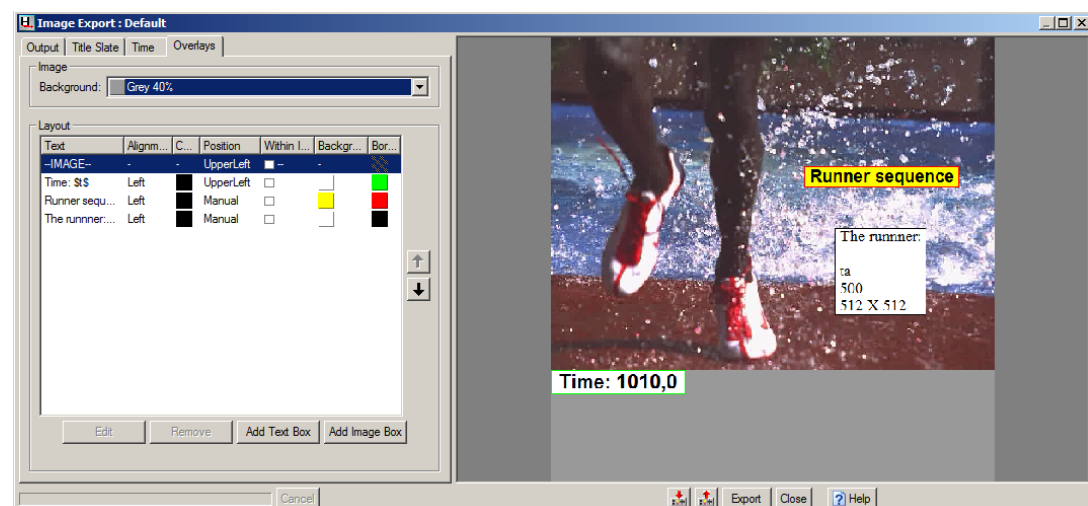 Image Export : Default
Output Title Slate Time Overlays
Image
Background: Grey 40%
Layout
Text Alignm... C... Position Within I... Backgr... Bor...
--IMAGE-- - - UpperLeft -- -
Time: $t$ Left UpperLeft
Runner sequ... Left Manual
The runnner:... Left Manual
Edit Remove Add Text Box Add Image Box
Cancel
Runner sequence
The runnner:
ta
500
512 X 512
Time: 1010,0
Export Close Help